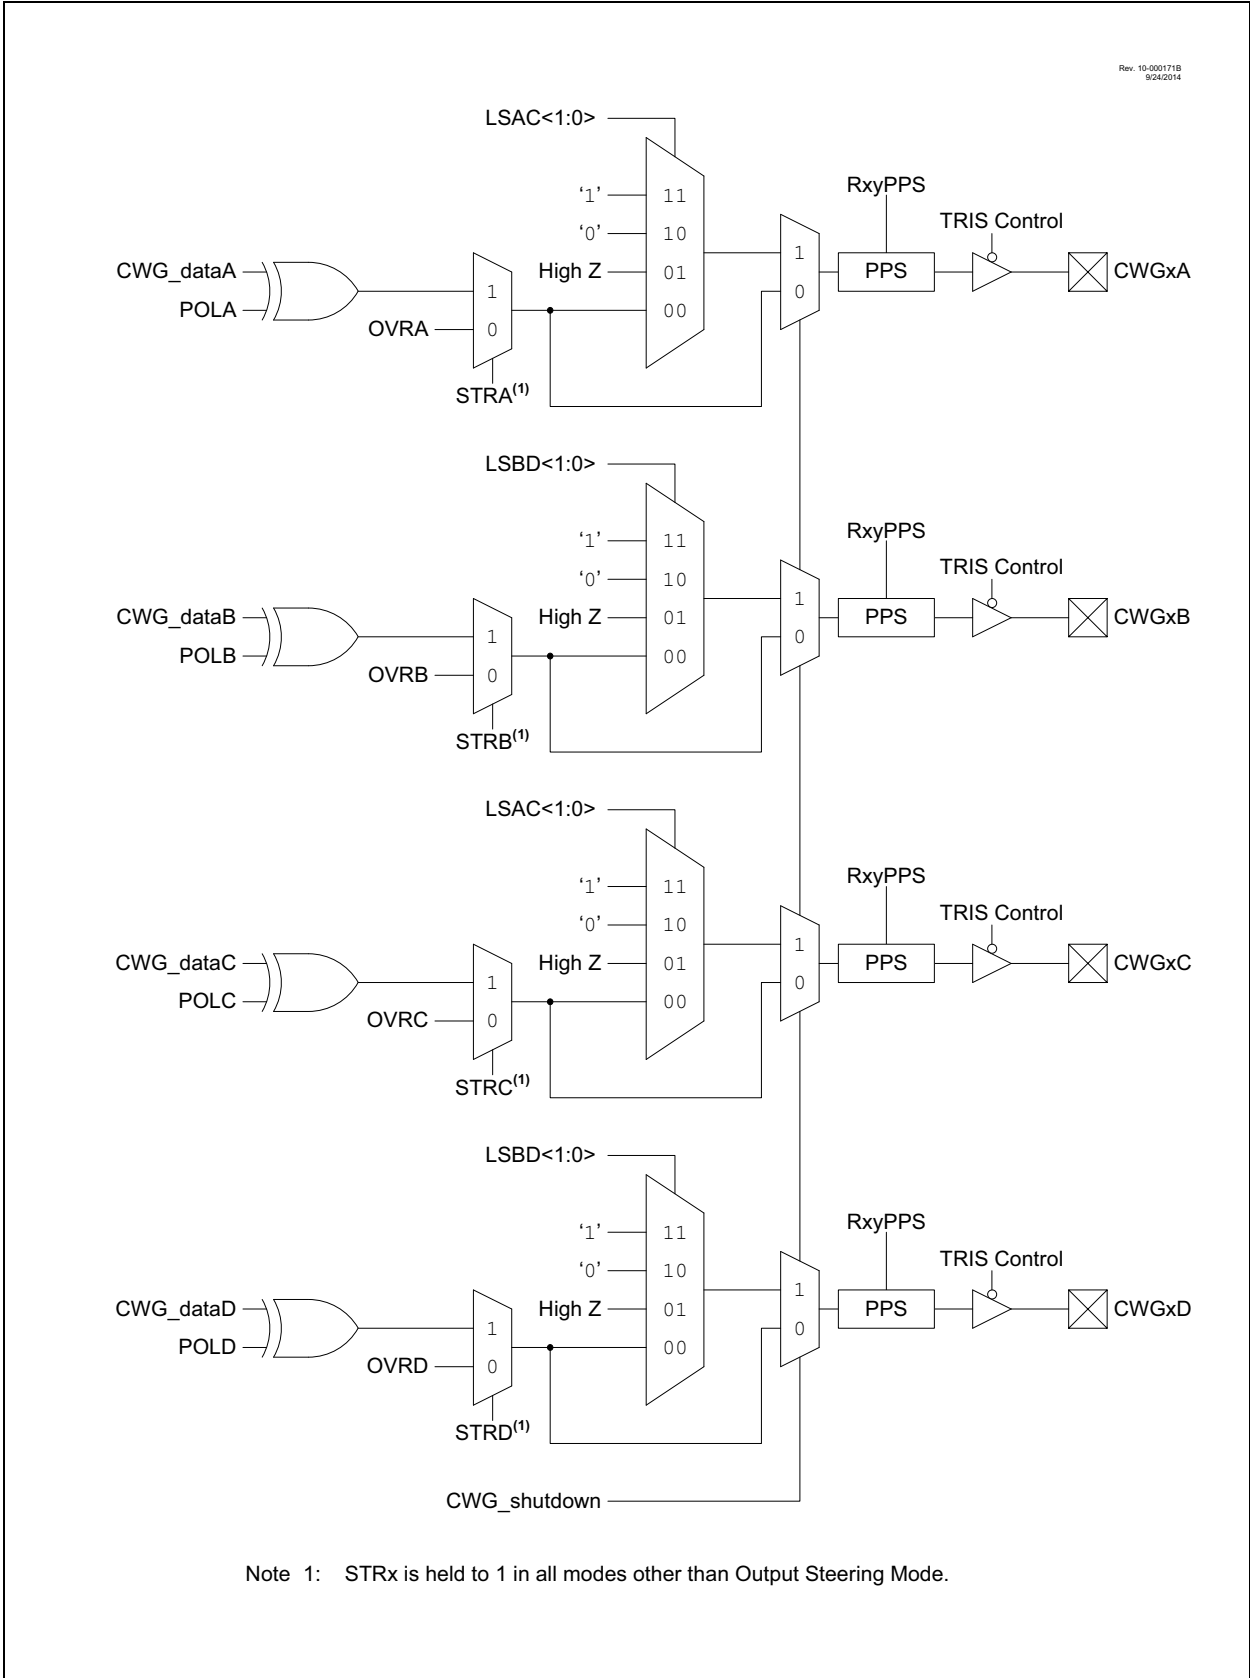 Rev. 10-000171B
9/24/2014
LSAC<1:0>
‘1’
11
RxyPPS
TRIS Control
‘0’
10
1
CWG_dataA
High Z
01
PPS
CWGxA
1
0
POLA
00
OVRA
0
STRA(1)
LSBD<1:0>
‘1’
11
RxyPPS
TRIS Control
‘0’
10
1
CWG_dataB
High Z
01
PPS
CWGxB
1
0
POLB
00
OVRB
0
STRB(1)
LSAC<1:0>
‘1’
11
RxyPPS
TRIS Control
‘0’
10
1
CWG_dataC
High Z
01
PPS
CWGxC
1
0
POLC
00
OVRC
0
STRC(1)
LSBD<1:0>
‘1’
11
RxyPPS
TRIS Control
‘0’
10
1
CWG_dataD
High Z
01
PPS
CWGxD
1
0
POLD
00
OVRD
0
STRD(1)
CWG_shutdown
Note 1: STRx is held to 1 in all modes other than Output Steering Mode.